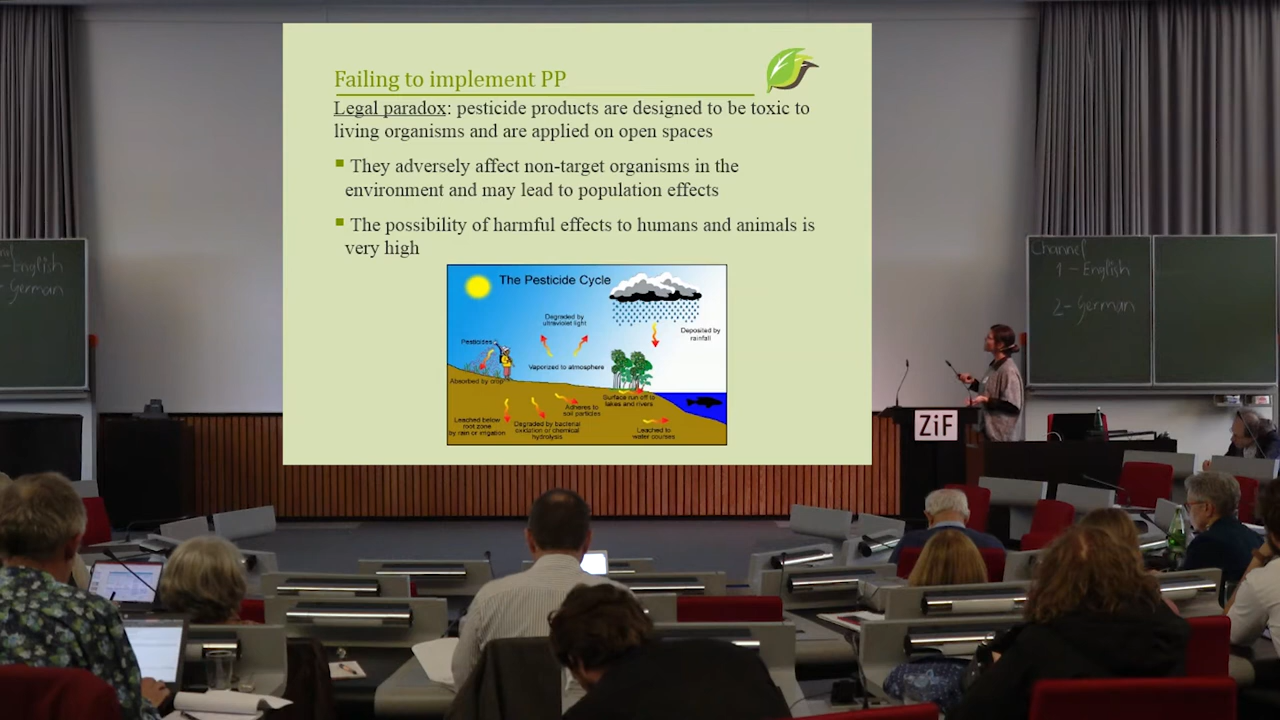 Failing to implement PP
Legal paradox: pesticide products are designed to be toxic to
living organisms and are applied on open spaces
They adversely affect non-target organisms in the
environment and may lead to population effects
The possibility of harmful effects to humans and animals is
very high
The Pesticide Cycle
Degraded by
ultraviolet light
Deposited by
rainfall
Pesticides
Vaporized to atmosphere
Absorbed by crop
Surface run off to
lakes and rivers
Adheres to
soil particles
Leached below
root zone
by rain or irrigation
Degraded by bacterial
oxidation or chemical
hydrolysis
Leached to
water courses
- English
- German
Channel
1 - English
2 - German
ZiF